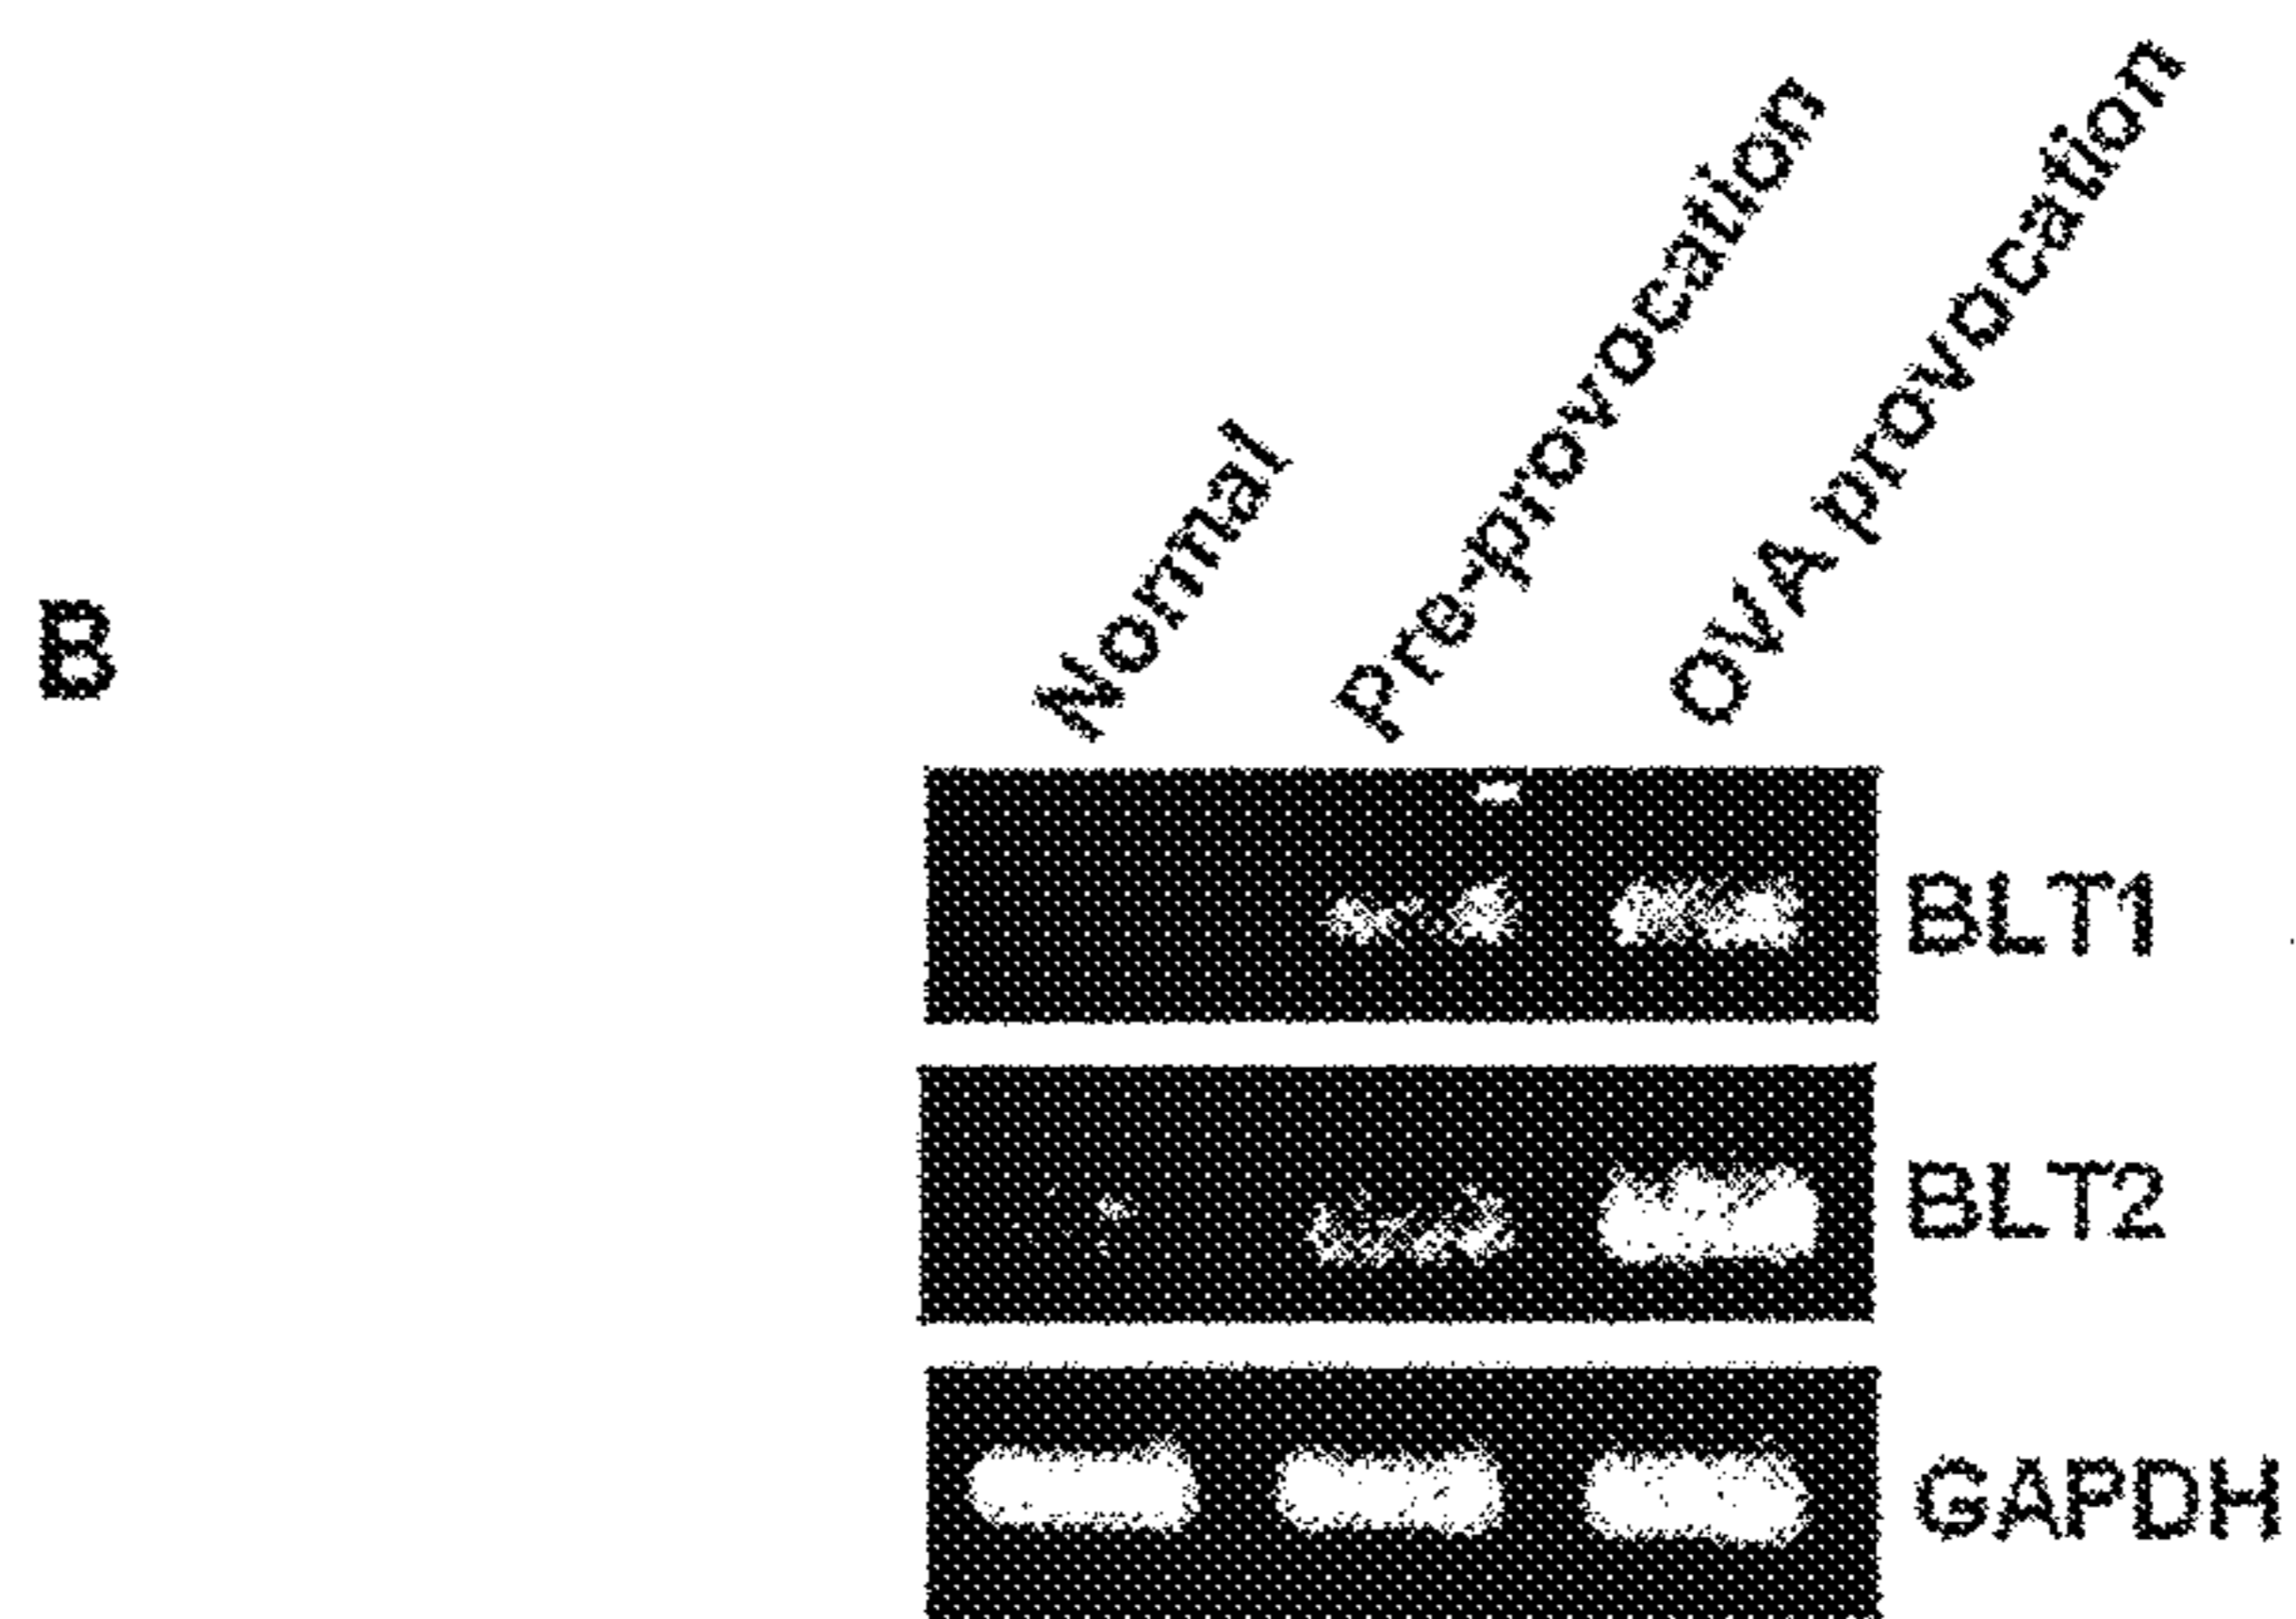 B
Normal
Pre-provocation
OVA provocation
BLT1
BLT2
GAPDH